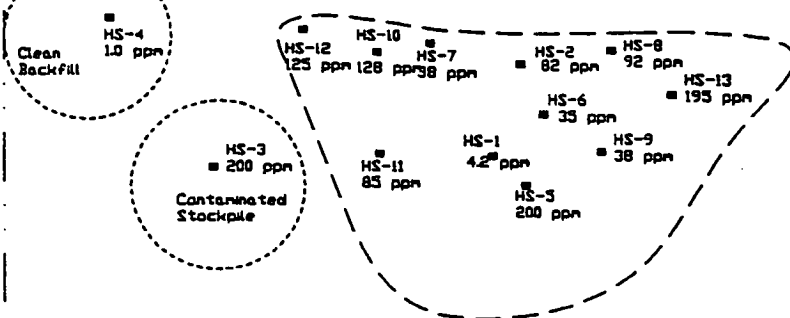 HS-4
1.0 ppm
Clean
Backfill
HS-3
200 ppm
Contaminated
Stockpile
HS-12
125 ppm
HS-10
128 ppm
HS-7
38 ppm
HS-2
82 ppm
HS-8
92 ppm
HS-13
195 ppm
HS-6
35 ppm
HS-1
4.2 ppm
HS-9
38 ppm
HS-11
85 ppm
HS-5
200 ppm